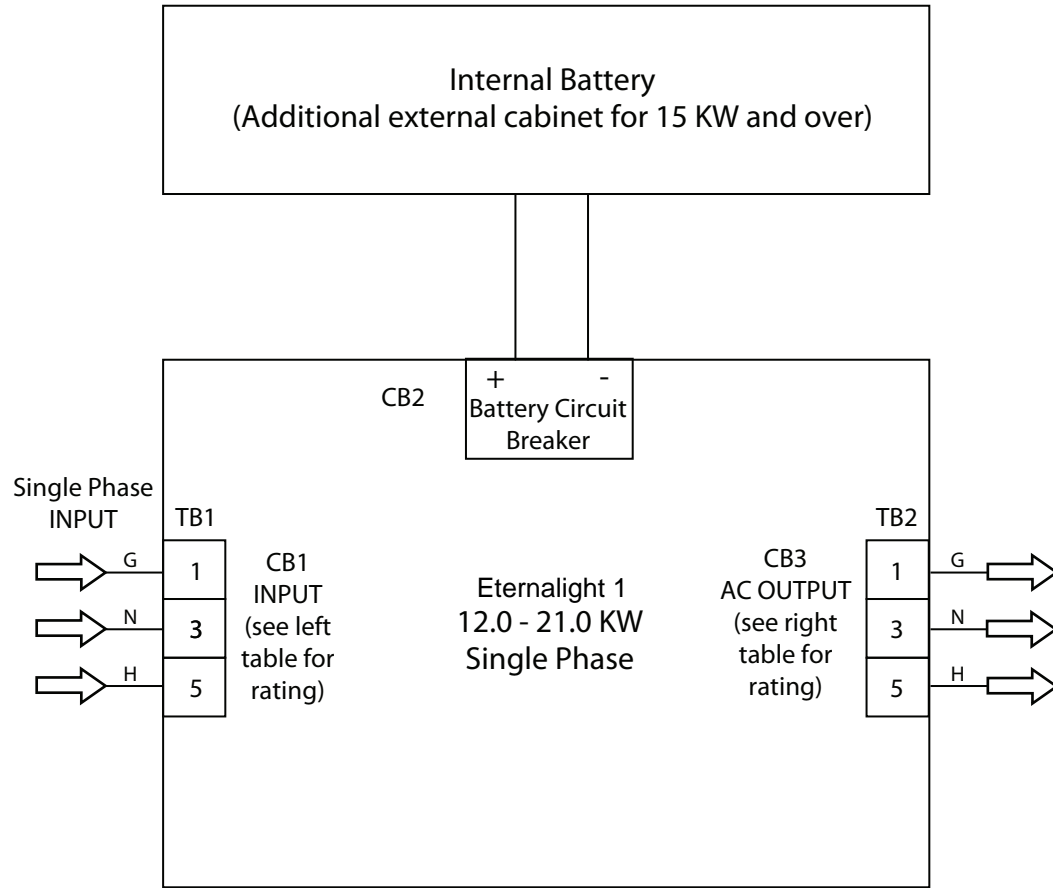 Internal Battery
(Additional external cabinet for 15 KW and over)
CB2
+ -
Battery Circuit
Breaker
Single Phase
INPUT
TB1
G
1
N
3
H
5
CB1
INPUT
(see left
table for
rating)
Eternalight 1
12.0 - 21.0 KW
Single Phase
CB3
AC OUTPUT
(see right
table for
rating)
TB2
1
G
3
N
5
H